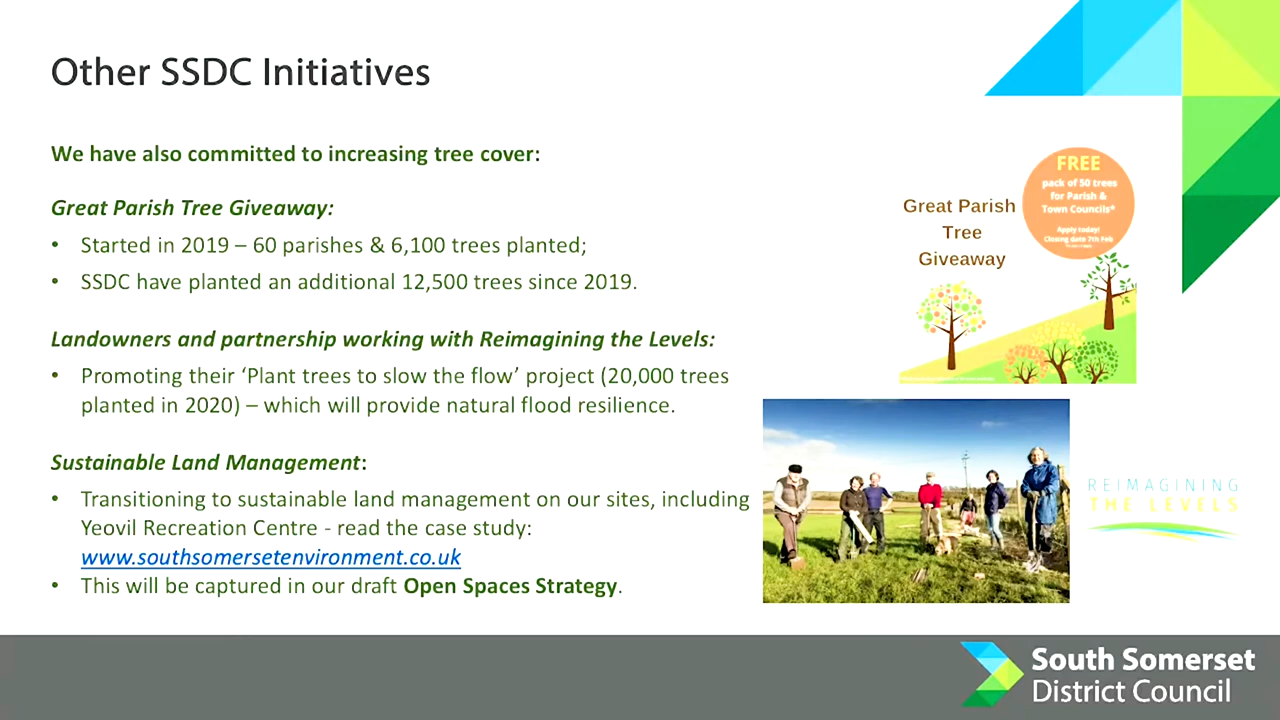 Other SSDC Initiatives
We have also committed to increasing tree cover:
Great Parish Tree Giveaway:
• Started in 2019 – 60 parishes & 6,100 trees planted;
• SSDC have planted an additional 12,500 trees since 2019.
Landowners and partnership working with Reimagining the Levels:
• Promoting their ‘Plant trees to slow the flow’ project (20,000 trees
planted in 2020) – which will provide natural flood resilience.
Sustainable Land Management:
• Transitioning to sustainable land management on our sites, including
Yeovil Recreation Centre - read the case study:
www.southsomersetenvironment.co.uk
• This will be captured in our draft Open Spaces Strategy.
Great Parish
Tree
Giveaway
FREE
pack of 50 trees
for Parish &
Town Councils*
Apply today!
Closing date 7th Feb
REIMAGINING
THE LEVELS
South Somerset
District Council